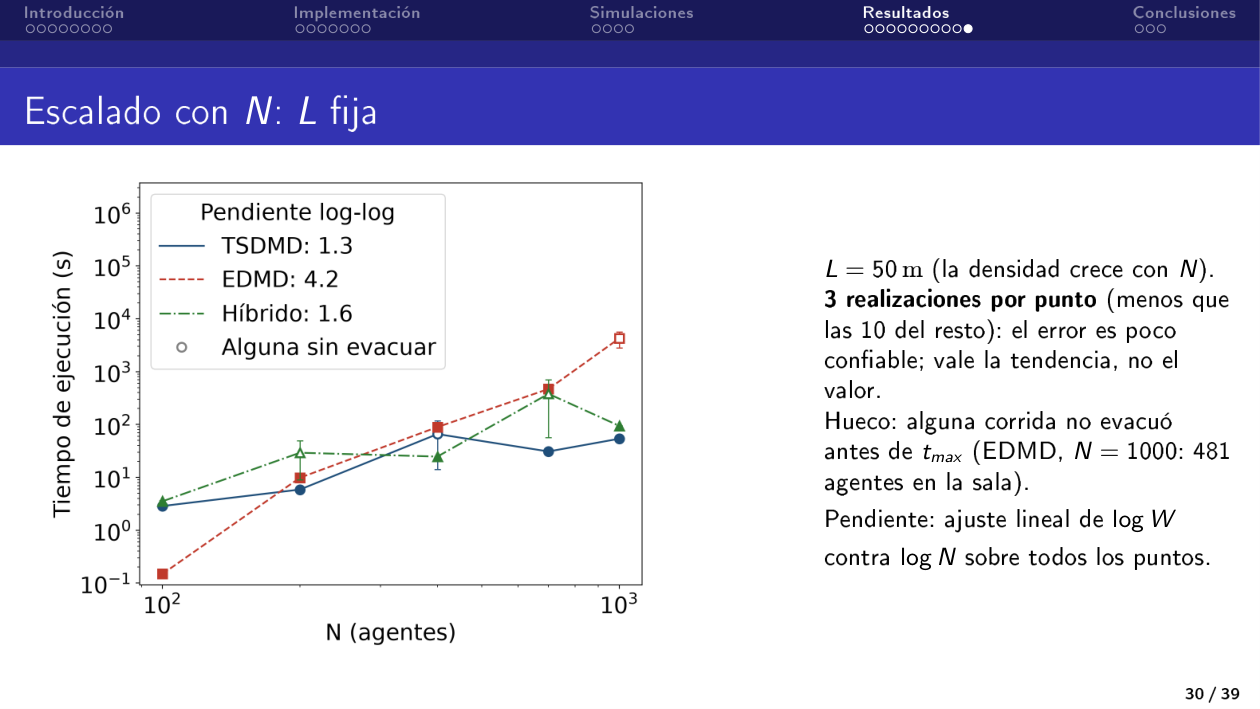 Introducción
Implementación
Simulaciones
Resultados
Conclusiones
Escalado con N: L fija
Pendiente log-log
TSDMD: 1.3
EDMD: 4.2
Híbrido: 1.6
Alguna sin evacuar
Tiempo de ejecución (s)
10⁶
10⁵
10⁴
10³
10²
10¹
10⁰
10⁻¹
10²
10³
N (agentes)
L = 50 m (la densidad crece con N).
3 realizaciones por punto (menos que
las 10 del resto): el error es poco
confiable; vale la tendencia, no el
valor.
Hueco: alguna corrida no evacuó
antes de tmax (EDMD, N = 1000: 481
agentes en la sala).
Pendiente: ajuste lineal de log W
contra log N sobre todos los puntos.
30 / 39